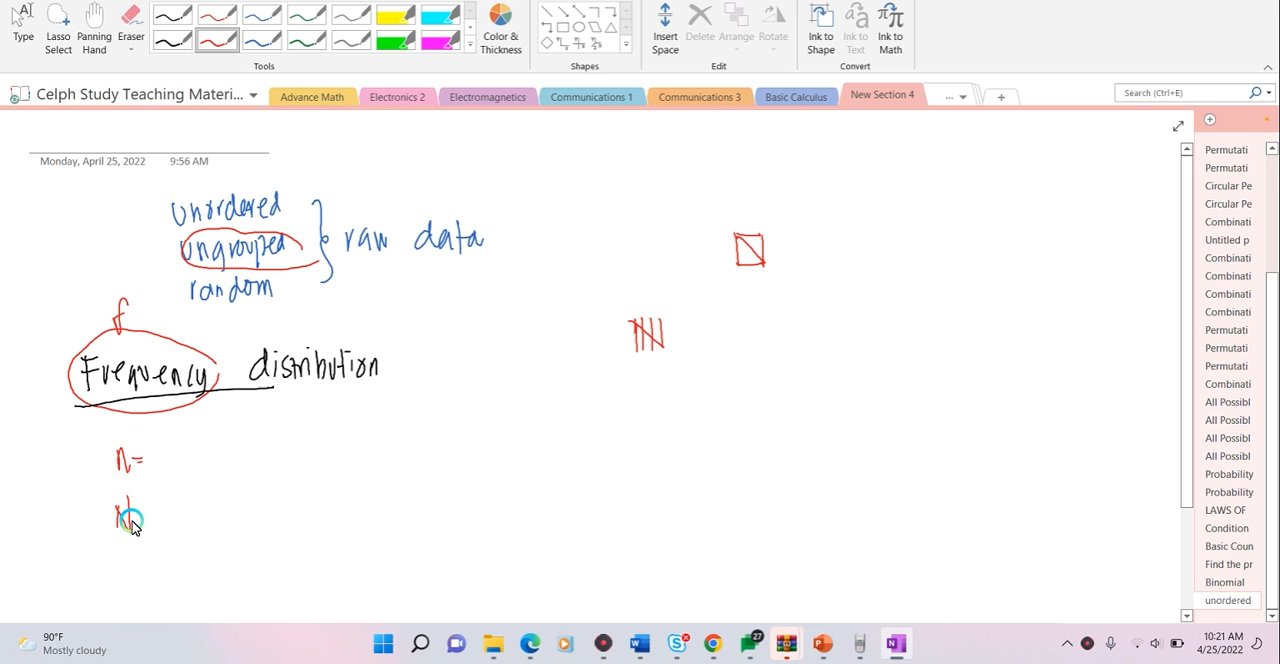 Type
Lasso Select
Panning Hand
Eraser
Color & Thickness
Insert Space
Delete
Arrange
Rotate
Ink to Shape
Ink to Text
Ink to Math
Tools
Shapes
Edit
Convert
Celph Study Teaching Materi...
Advance Math
Electronics 2
Electromagnetics
Communications 1
Communications 3
Basic Calculus
New Section 4
...
Search (Ctrl+E)
Monday, April 25, 2022
9:56 AM
unordered
ungrouped
random
raw data
f
Frequency distribution
n=
N
Permutati
Permutati
Circular Pe
Circular Pe
Combinati
Untitled p
Combinati
Combinati
Combinati
Combinati
Permutati
Permutati
Permutati
Combinati
All Possibl
All Possibl
All Possibl
All Possibl
Probability
Probability
LAWS OF
Condition
Basic Coun
Find the pr
Binomial
unordered
90°F
Mostly cloudy
27
10:21 AM
4/25/2022